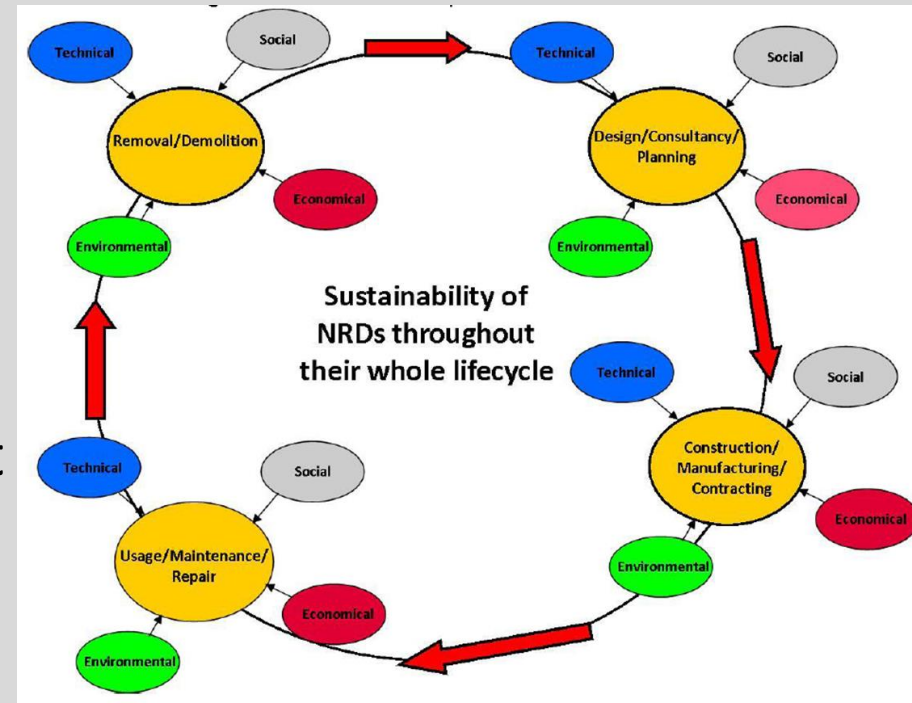 Technical
Social
Technical
Social
Removal/Demolition
Design/Consultancy/
Planning
Economical
Economical
Environmental
Environmental
Sustainability of
NRDs throughout
their whole lifecycle
Technical
Social
Construction/
Manufacturing/
Contracting
Economical
Environmental
Technical
Social
Usage/Maintenance/
Repair
Economical
Environmental